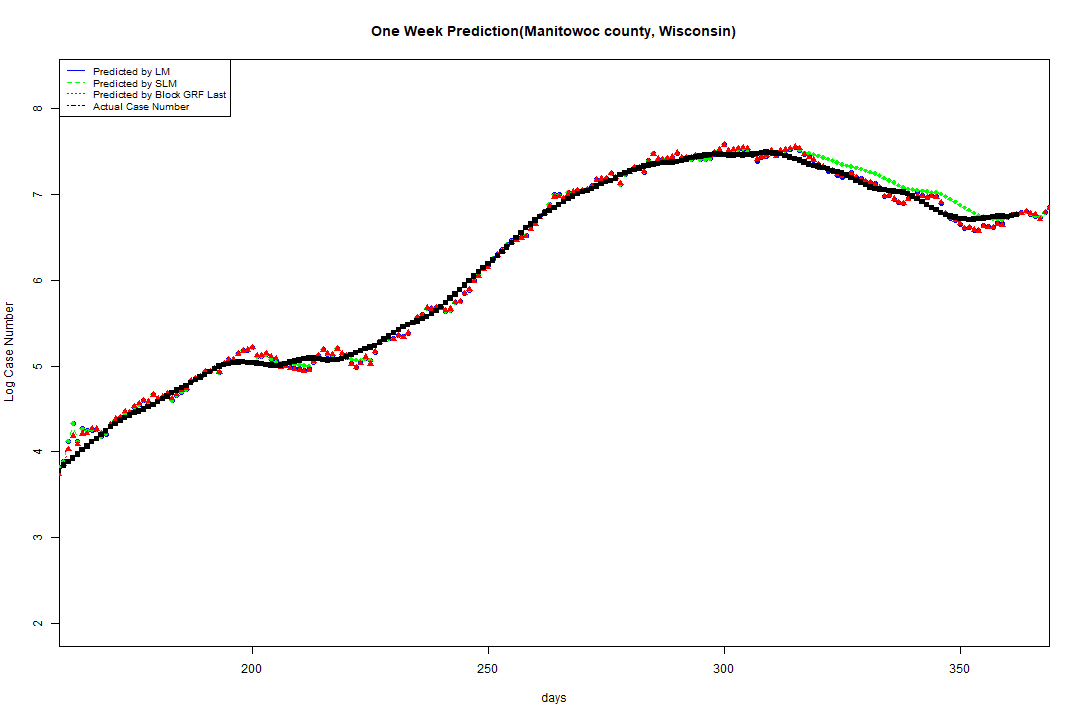 One Week Prediction(Manitowoc county, Wisconsin)
Predicted by LM
Predicted by SLM
Predicted by Block GRF Last
Actual Case Number
8
7
6
5
4
3
2
Log Case Number
200 250 300 350
days